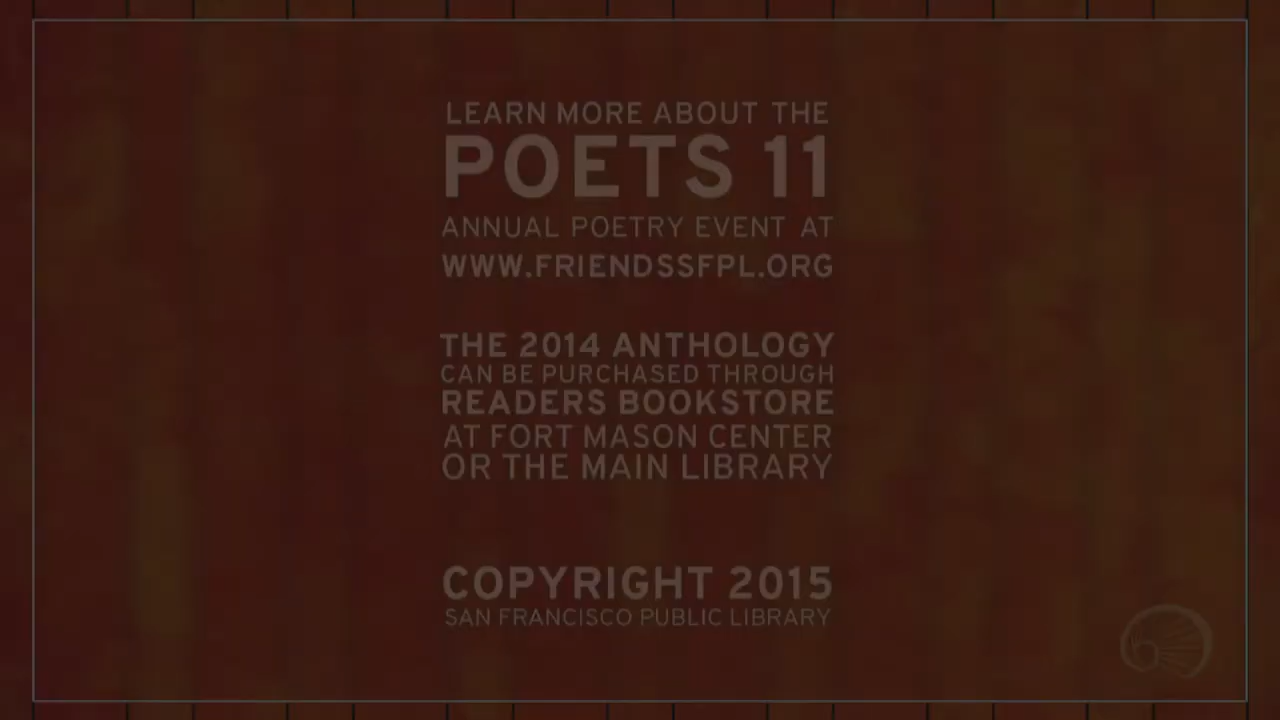 LEARN MORE ABOUT THE
POETS 11
ANNUAL POETRY EVENT AT
WWW.FRIENDSSFPL.ORG
THE 2014 ANTHOLOGY
CAN BE PURCHASED THROUGH
READERS BOOKSTORE
AT FORT MASON CENTER
OR THE MAIN LIBRARY
COPYRIGHT 2015
SAN FRANCISCO PUBLIC LIBRARY